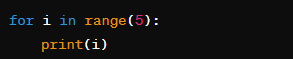 for i in range(5):
    print(i)